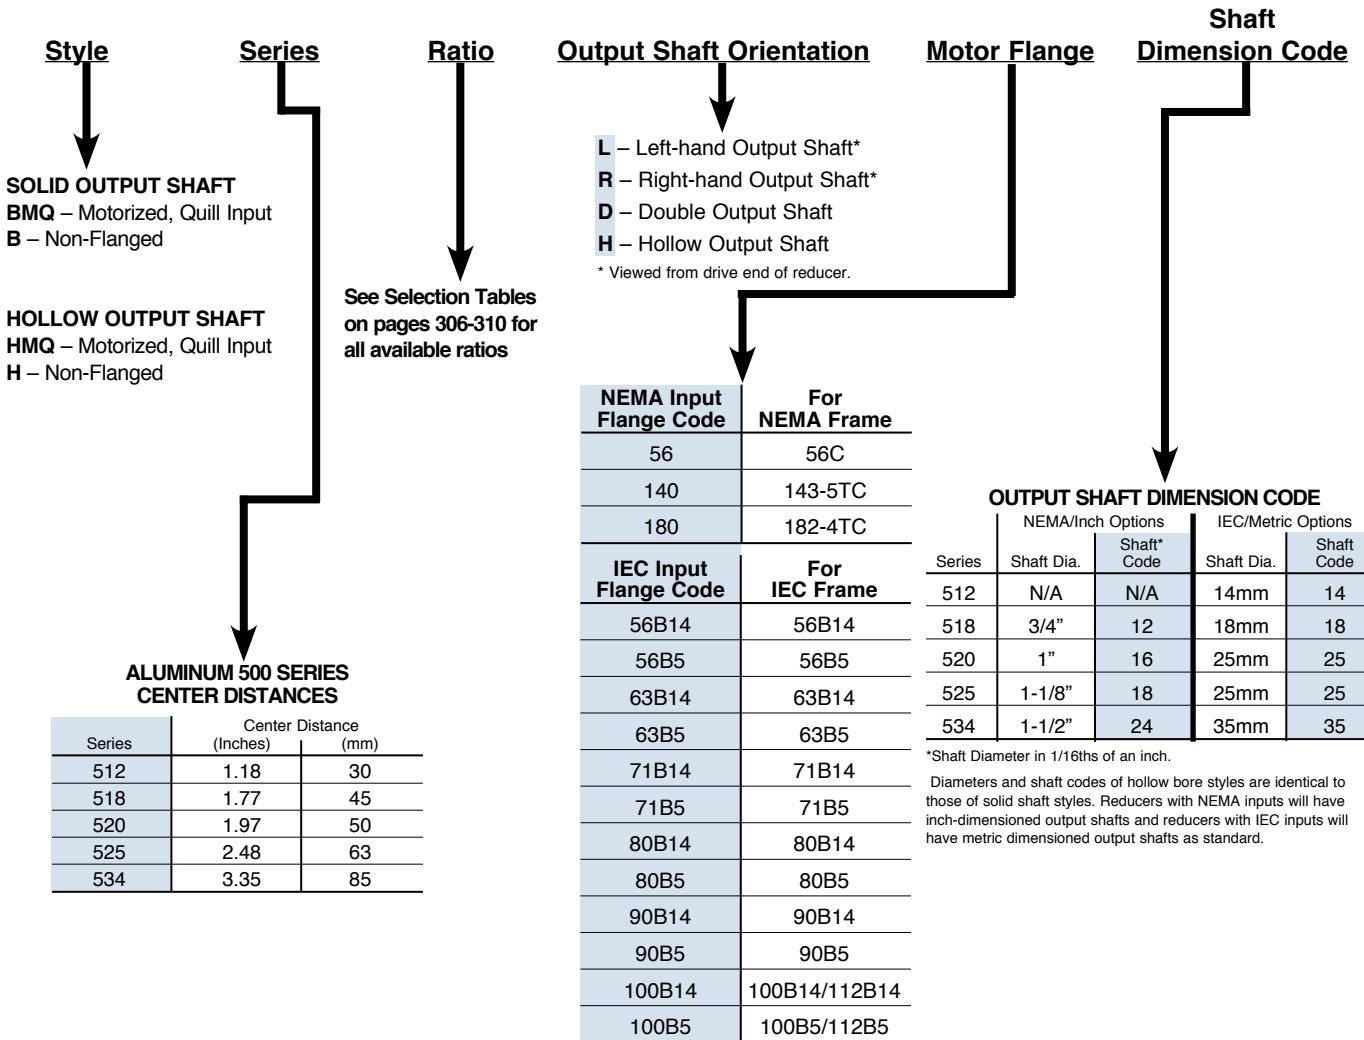 Style
Series
Ratio
Output Shaft Orientation
Motor Flange
Shaft
Dimension Code
SOLID OUTPUT SHAFT
BMQ – Motorized, Quill Input
B – Non-Flanged
HOLLOW OUTPUT SHAFT
HMQ – Motorized, Quill Input
H – Non-Flanged
See Selection Tables
on pages 306-310 for
all available ratios
L – Left-hand Output Shaft*
R – Right-hand Output Shaft*
D – Double Output Shaft
H – Hollow Output Shaft
* Viewed from drive end of reducer.
ALUMINUM 500 SERIES
CENTER DISTANCES
Center Distance
Series (Inches) (mm)
512 1.18 30
518 1.77 45
520 1.97 50
525 2.48 63
534 3.35 85
NEMA Input For
Flange Code NEMA Frame
56 56C
140 143-5TC
180 182-4TC
IEC Input For
Flange Code IEC Frame
56B14 56B14
56B5 56B5
63B14 63B14
63B5 63B5
71B14 71B14
71B5 71B5
80B14 80B14
80B5 80B5
90B14 90B14
90B5 90B5
100B14 100B14/112B14
100B5 100B5/112B5
OUTPUT SHAFT DIMENSION CODE
NEMA/Inch Options IEC/Metric Options
Shaft* Shaft
Series Shaft Dia. Code Shaft Dia. Code
512 N/A N/A 14mm 14
518 3/4” 12 18mm 18
520 1” 16 25mm 25
525 1-1/8” 18 25mm 25
534 1-1/2” 24 35mm 35
*Shaft Diameter in 1/16ths of an inch.
Diameters and shaft codes of hollow bore styles are identical to
those of solid shaft styles. Reducers with NEMA inputs will have
inch-dimensioned output shafts and reducers with IEC inputs will
have metric dimensioned output shafts as standard.